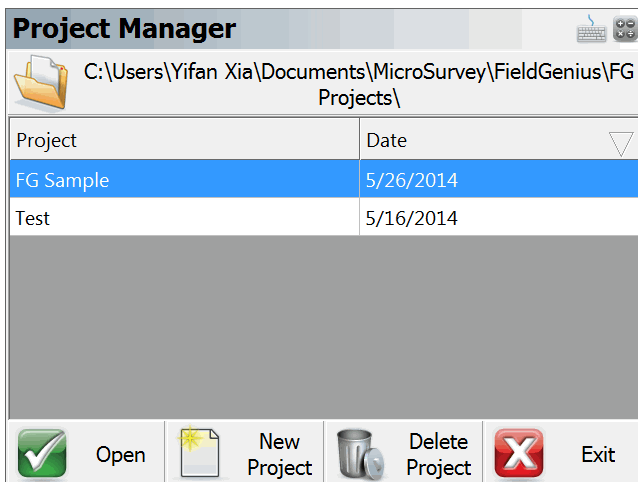 Project Manager
C:\Users\Yifan Xia\Documents\MicroSurvey\FieldGenius\FG
Projects\
Project Date
FG Sample 5/26/2014
Test 5/16/2014
Open
New
Project
Delete
Project
Exit